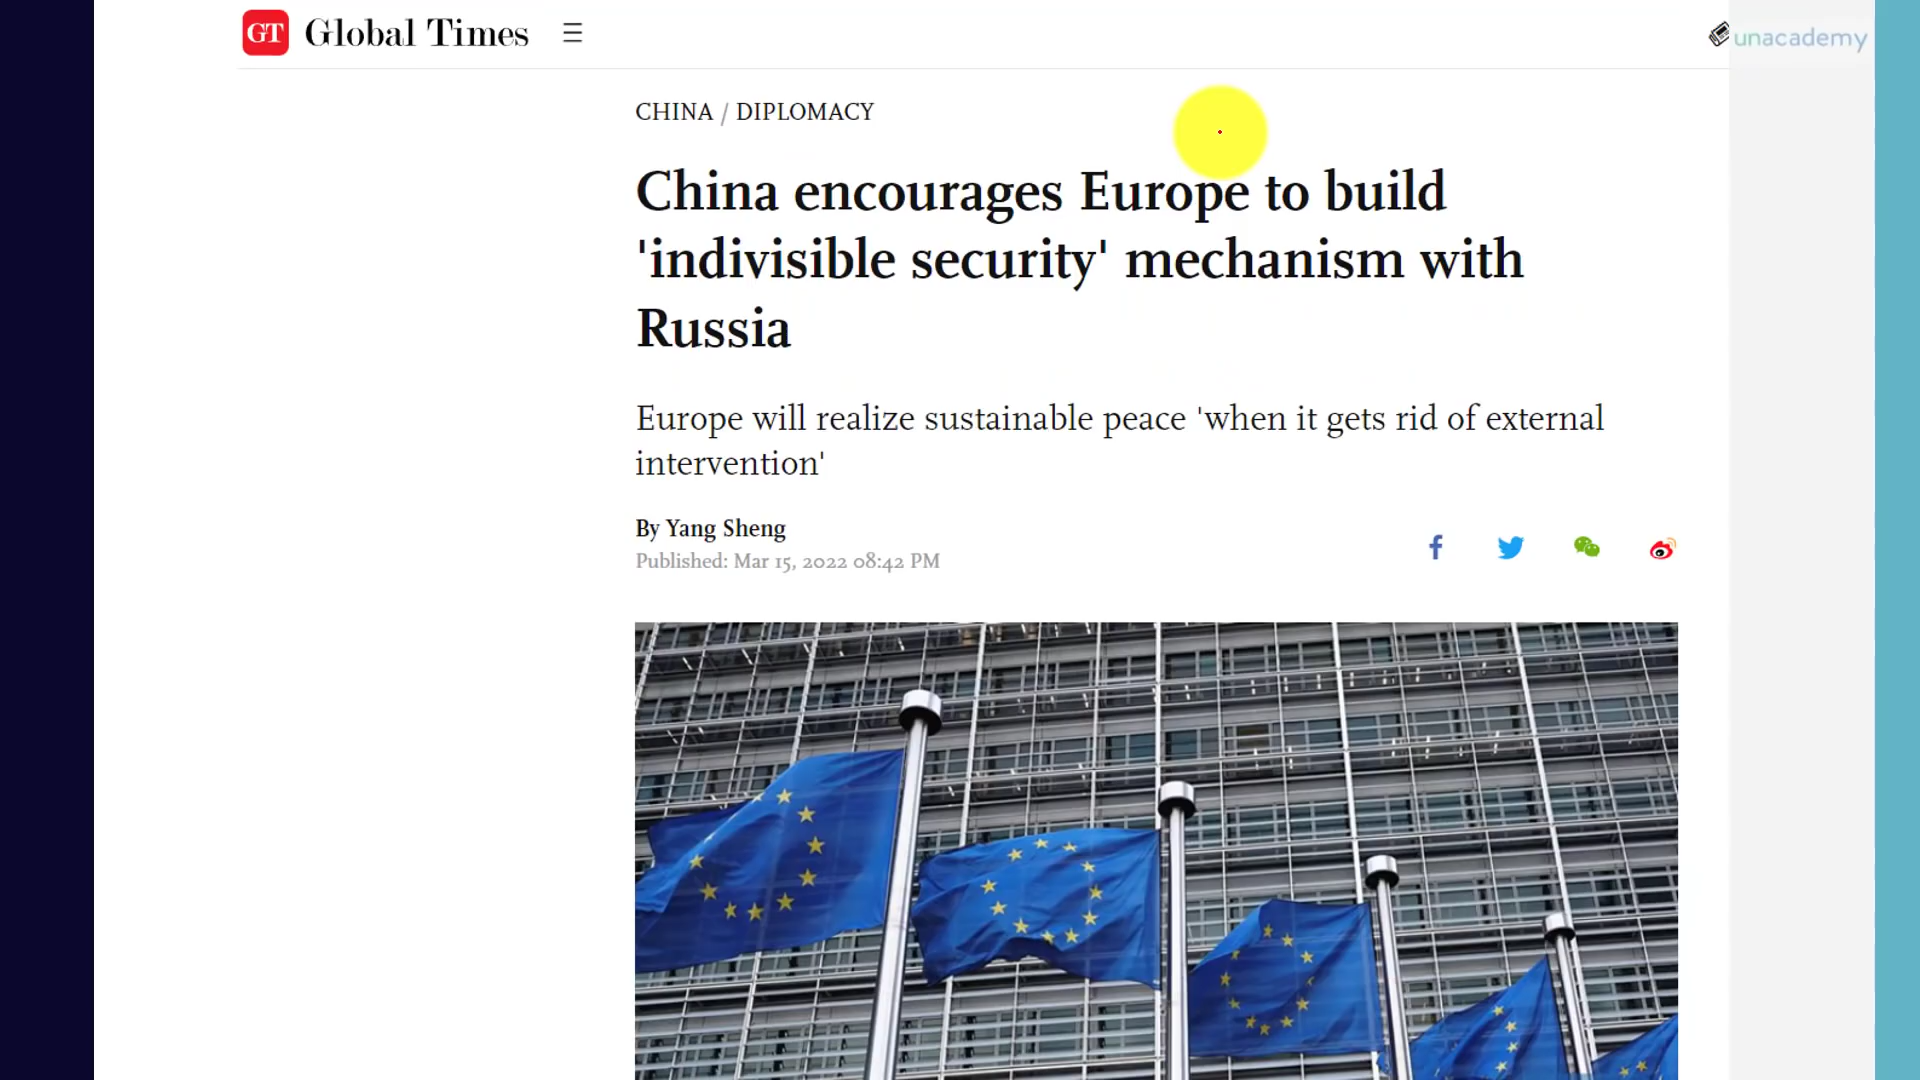 GT Global Times
unacademy
CHINA / DIPLOMACY
China encourages Europe to build
'indivisible security' mechanism with
Russia
Europe will realize sustainable peace 'when it gets rid of external
intervention'
By Yang Sheng
Published: Mar 15, 2022 08:42 PM